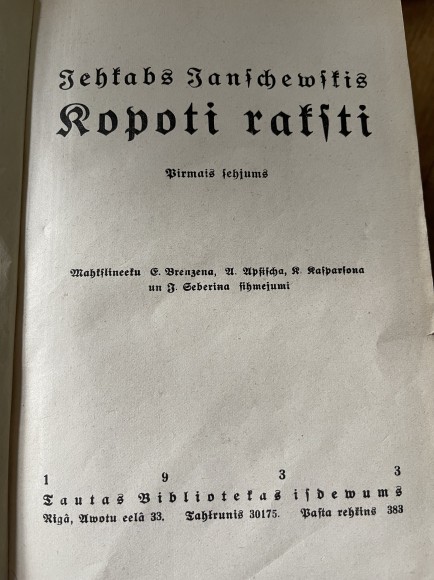 Jehkabs Janſchewſkis
Kopoti rakſti
Pirmais ſehjums
Mahkſlineeku E. Brenzena, A. Apſiſcha, K. Kaſparſona
un J. Seberina ſihmejumi
1 9 3 3
Tautas Bibliotekas iſdewums
Rigâ, Awotu eelâ 33. Tahlrunis 30175. Paſta rehkins 383